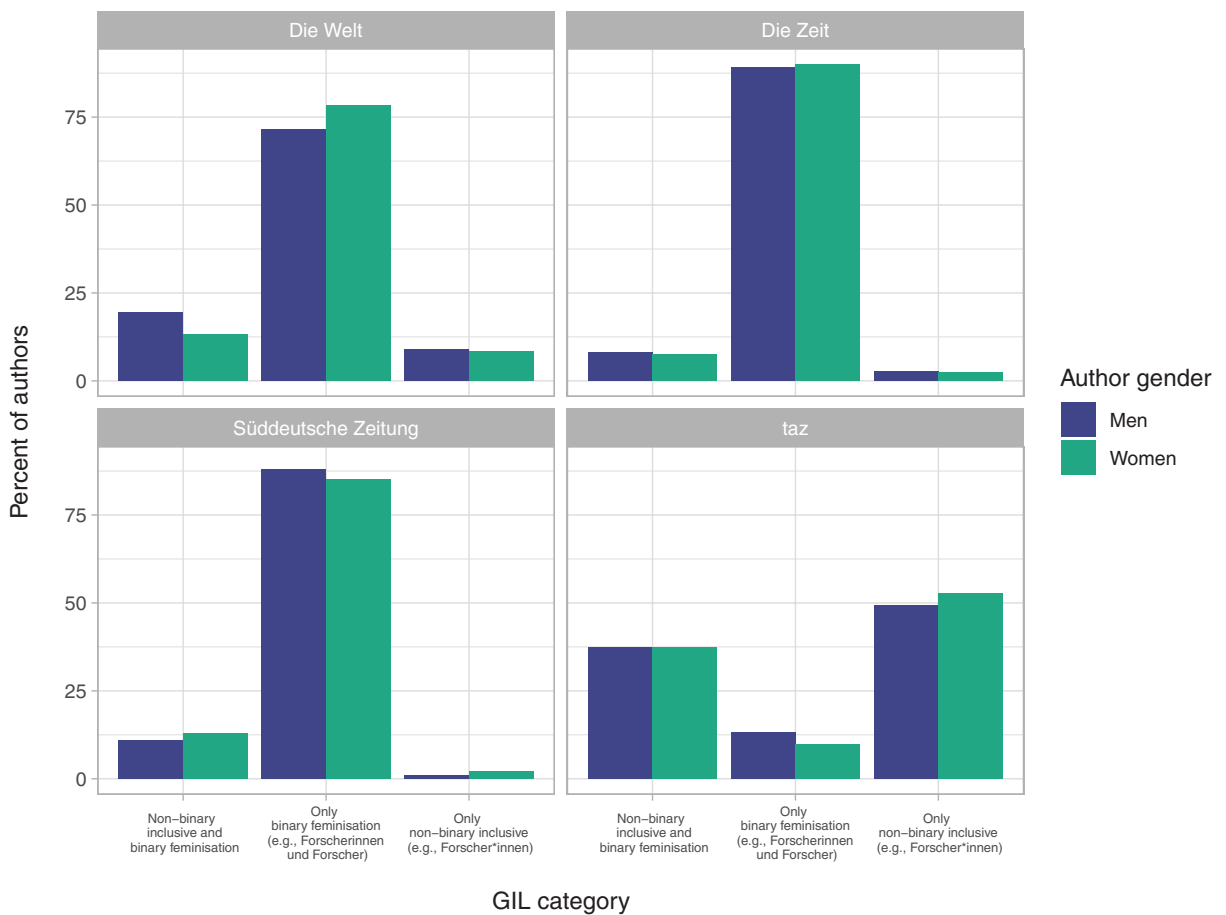 Die Welt
Die Zeit
75
50
25
0
Süddeutsche Zeitung
taz
75
50
25
0
Percent of authors
Non−binary
inclusive and
binary feminisation
Only
binary feminisation
(e.g., Forscherinnen
und Forscher)
Only
non−binary inclusive
(e.g., Forscher*innen)
Non−binary
inclusive and
binary feminisation
Only
binary feminisation
(e.g., Forscherinnen
und Forscher)
Only
non−binary inclusive
(e.g., Forscher*innen)
GIL category
Author gender
Men
Women